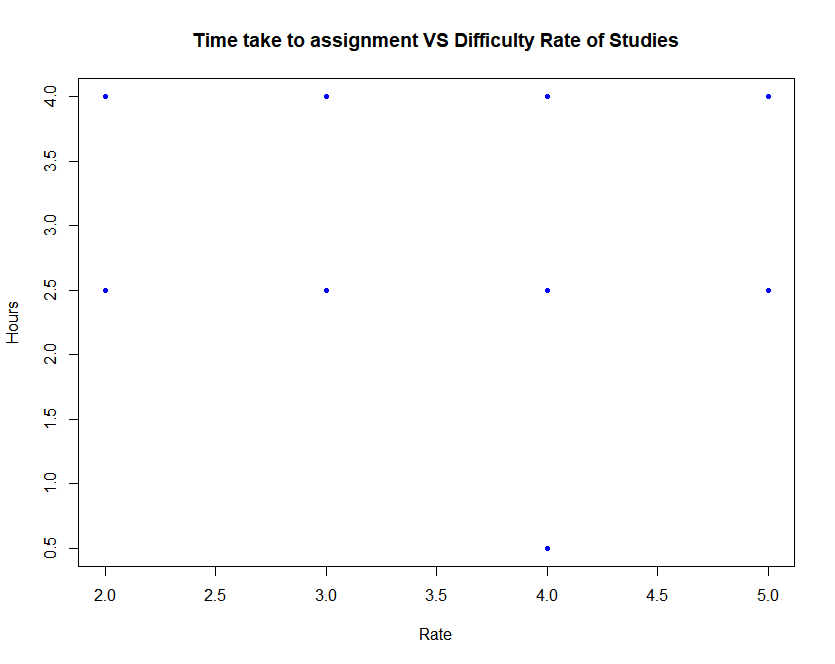 Time take to assignment VS Difficulty Rate of Studies
4.0
3.5
3.0
2.5
2.0
1.5
1.0
0.5
Hours
2.0 2.5 3.0 3.5 4.0 4.5 5.0
Rate